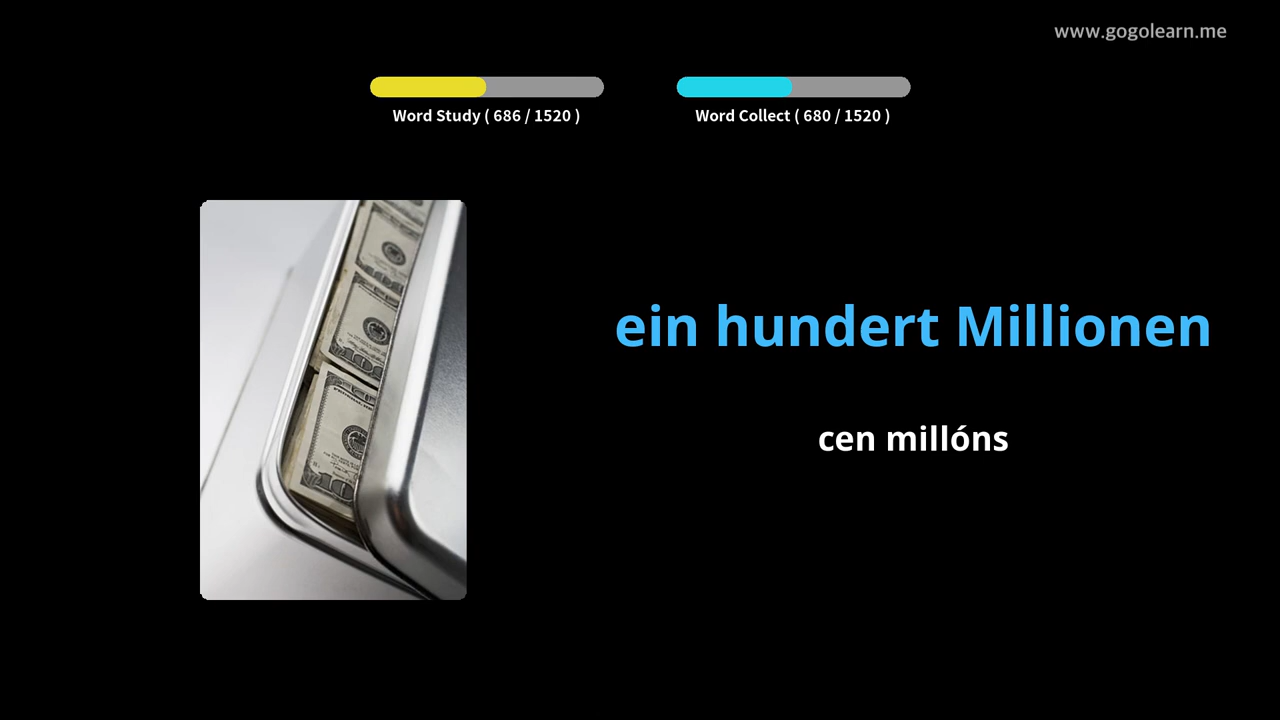 www.gogolearn.me
Word Study ( 686 / 1520 )
Word Collect ( 680 / 1520 )
ein hundert Millionen
cen millóns